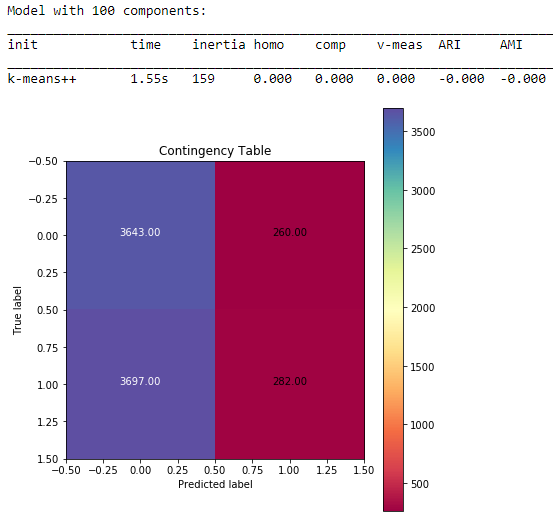 Model with 100 components:
init time inertia homo comp v-meas ARI AMI
k-means++ 1.55s 159 0.000 0.000 0.000 -0.000 -0.000
Contingency Table
−0.50
−0.25
0.00
0.25
0.50
0.75
1.00
1.25
1.50
True label
3643.00 260.00
3697.00 282.00
−0.50 −0.25 0.00 0.25 0.50 0.75 1.00 1.25 1.50
Predicted label
3500
3000
2500
2000
1500
1000
500